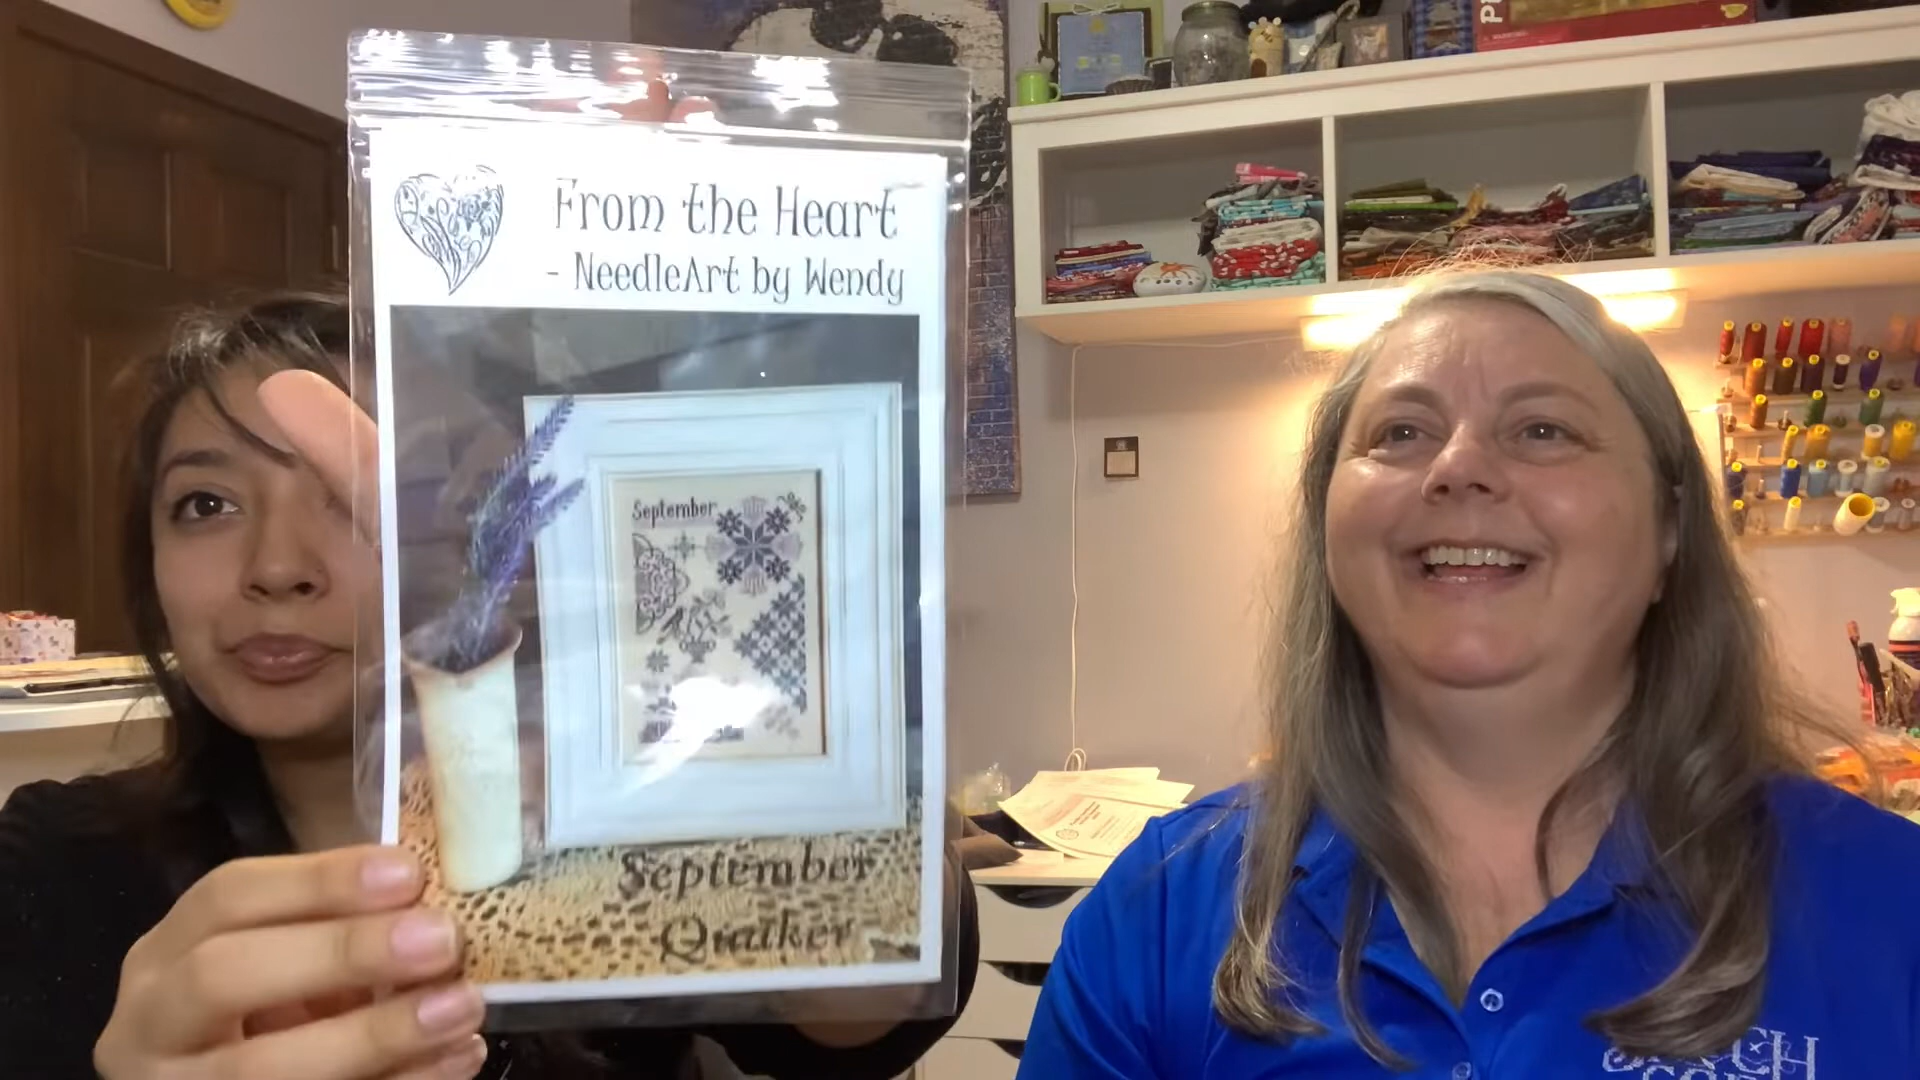 From the Heart
- NeedleArt by Wendy
September
September
Quaker